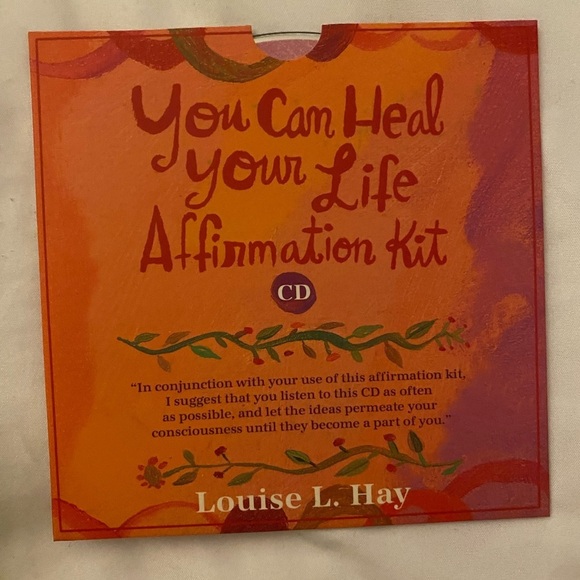 You Can Heal
Your Life
Affirmation Kit
CD
“In conjunction with your use of this affirmation kit,
I suggest that you listen to this CD as often
as possible, and let the ideas permeate your
consciousness until they become a part of you.”
Louise L. Hay